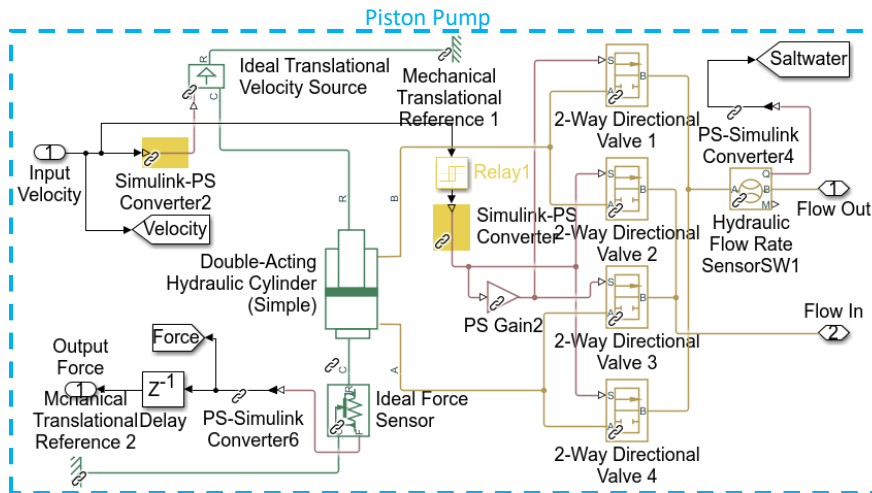 Piston Pump
R
C
Ideal Translational
Velocity Source
Mechanical
Translational
Reference 1
Saltwater
S
A
B
2-Way Directional
Valve 1
PS-Simulink
Converter4
1
Input
Velocity
Simulink-PS
Converter2
Velocity
R
B
Relay1
Simulink-PS
Converter
S
A
B
2-Way Directional
Valve 2
Q
A
B
M
1
Flow Out
Hydraulic
Flow Rate
SensorSW1
Double-Acting
Hydraulic Cylinder
(Simple)
PS Gain2
S
A
B
2-Way Directional
Valve 3
Flow In
2
Force
Output
Force
1
Mcnanical
Translational
Reference 2
Z-1
Delay
PS-Simulink
Converter6
C
A
R
C
F
Ideal Force
Sensor
S
A
B
2-Way Directional
Valve 4